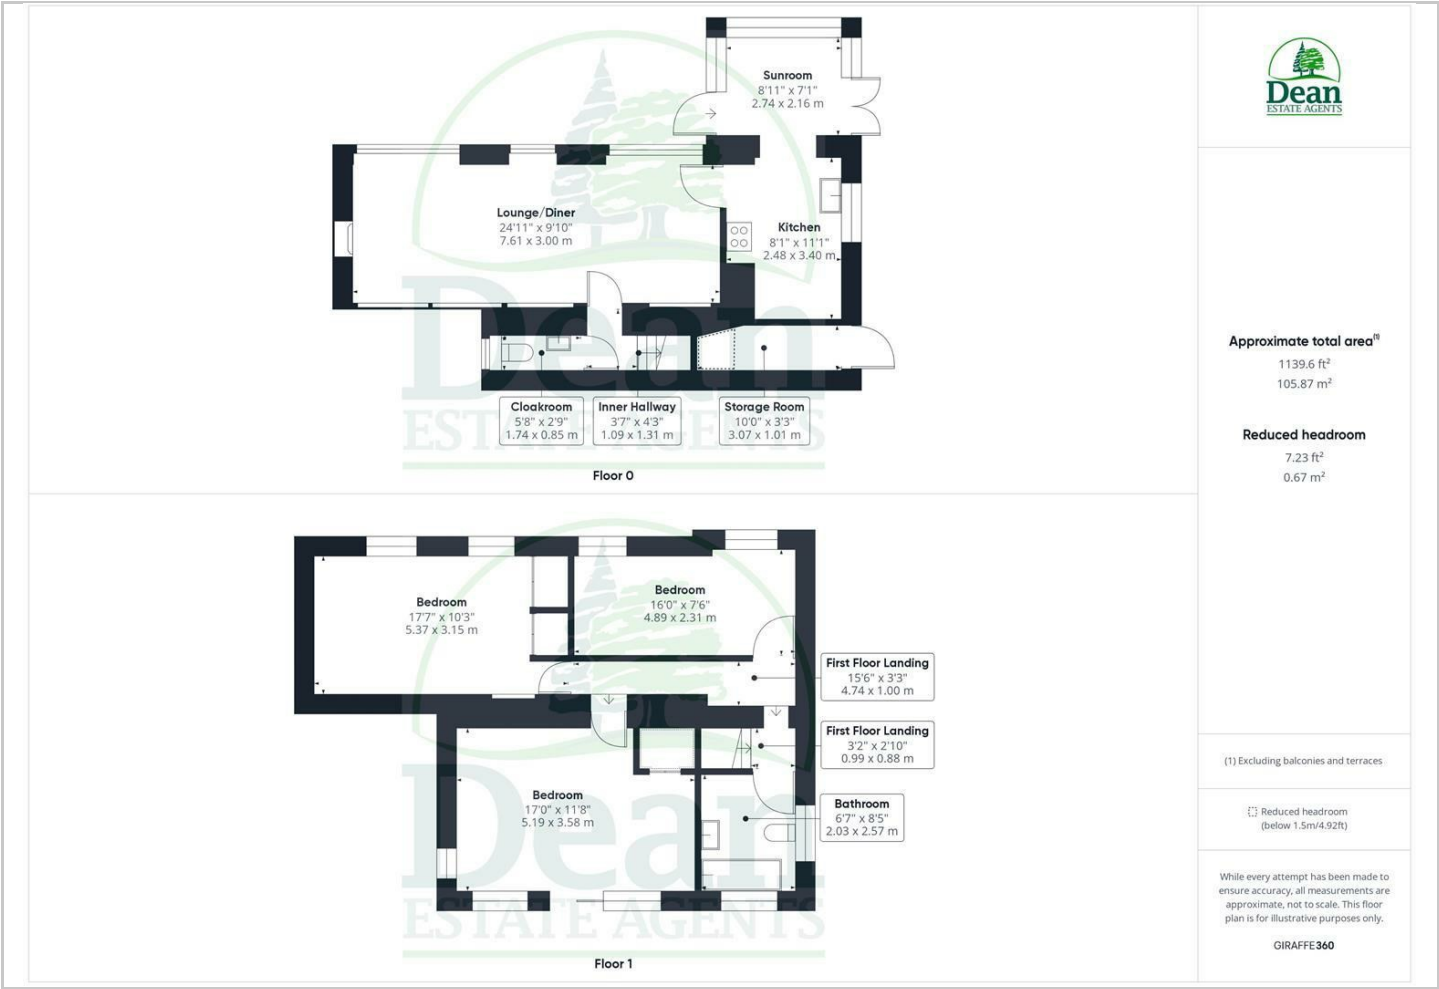 Sunroom
8'11" x 7'1"
2.74 x 2.16 m
Lounge/Diner
24'11" x 9'10"
7.61 x 3.00 m
Kitchen
8'1" x 11'1"
2.48 x 3.40 m
Cloakroom
5'8" x 2'9"
1.74 x 0.85 m
Inner Hallway
3'7" x 4'3"
1.09 x 1.31 m
Storage Room
10'0" x 3'3"
3.07 x 1.01 m
Dean
ESTATE AGENTS
Floor 0
Bedroom
17'7" x 10'3"
5.37 x 3.15 m
Bedroom
16'0" x 7'6"
4.89 x 2.31 m
First Floor Landing
15'6" x 3'3"
4.74 x 1.00 m
First Floor Landing
3'2" x 2'10"
0.99 x 0.88 m
Bedroom
17'0" x 11'8"
5.19 x 3.58 m
Bathroom
6'7" x 8'5"
2.03 x 2.57 m
Dean
ESTATE AGENTS
Floor 1
Dean
ESTATE AGENTS
Approximate total area(1)
1139.6 ft²
105.87 m²
Reduced headroom
7.23 ft²
0.67 m²
(1) Excluding balconies and terraces
Reduced headroom
(below 1.5m/4.92ft)
While every attempt has been made to
ensure accuracy, all measurements are
approximate, not to scale. This floor
plan is for illustrative purposes only.
GIRAFFE360